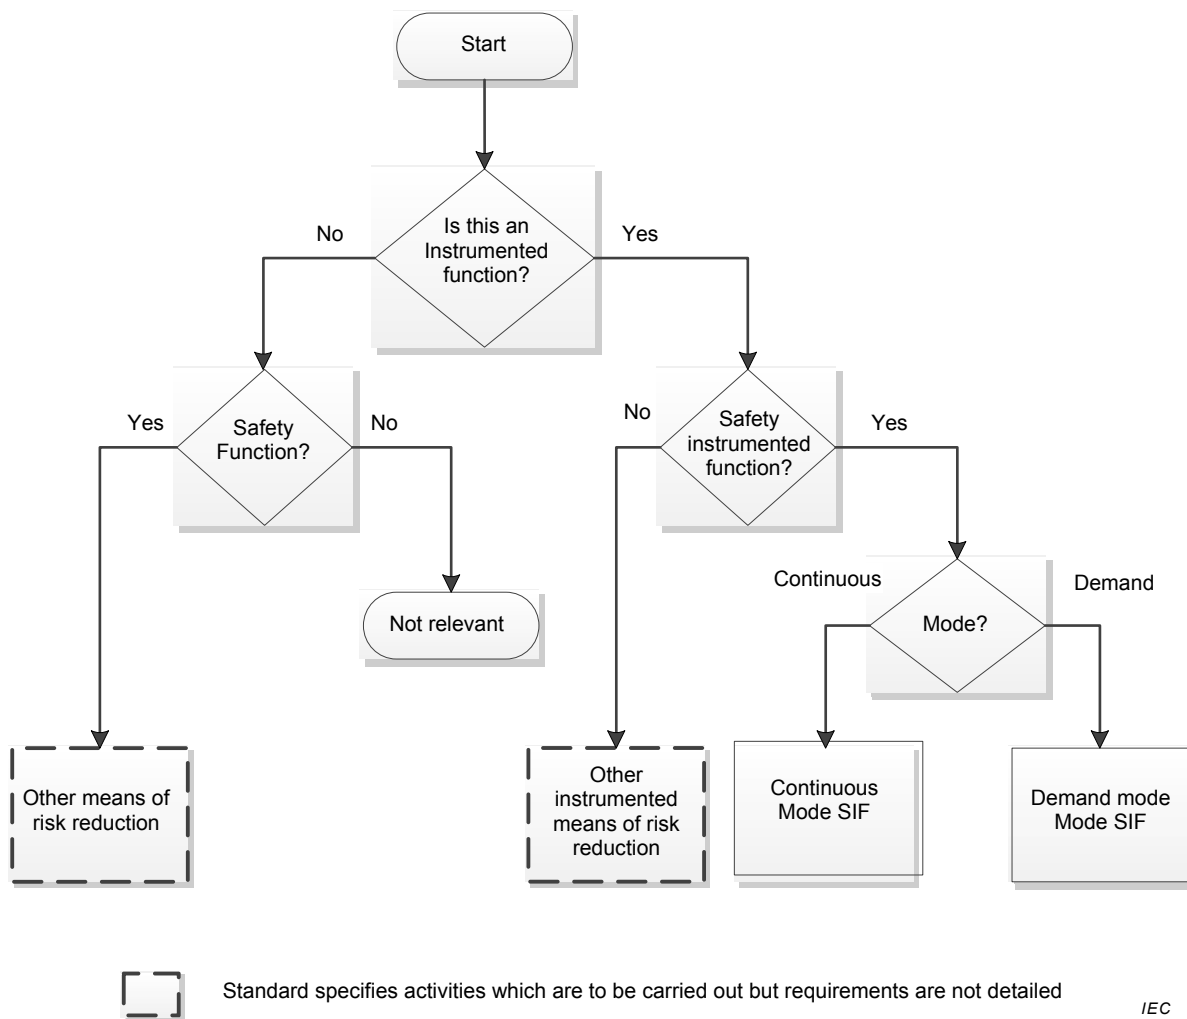 Start
Is this an
Instrumented
function?
No
Yes
Safety
Function?
Yes
No
Safety
instrumented
function?
No
Yes
Not relevant
Mode?
Continuous
Demand
Other means of
risk reduction
Other
instrumented
means of risk
reduction
Continuous
Mode SIF
Demand mode
Mode SIF
Standard specifies activities which are to be carried out but requirements are not detailed
IEC